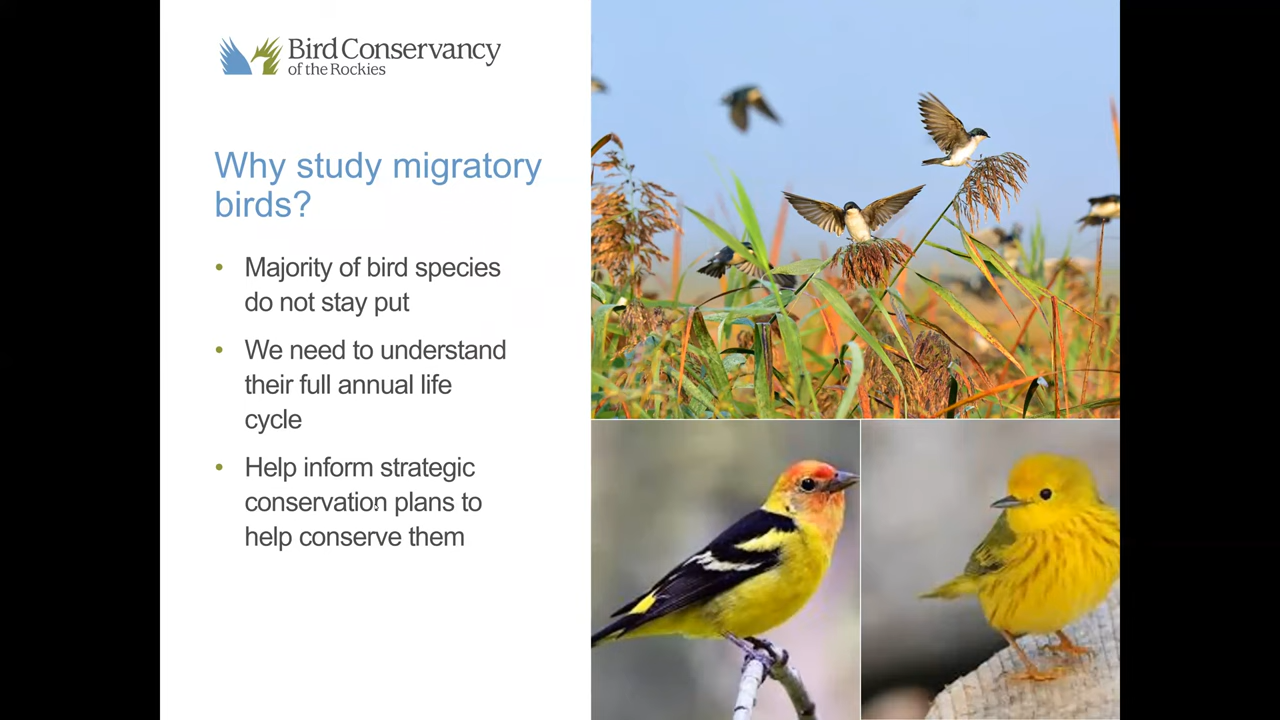 Bird Conservancy
of the Rockies
Why study migratory
birds?
• Majority of bird species
do not stay put
• We need to understand
their full annual life
cycle
• Help inform strategic
conservation plans to
help conserve them